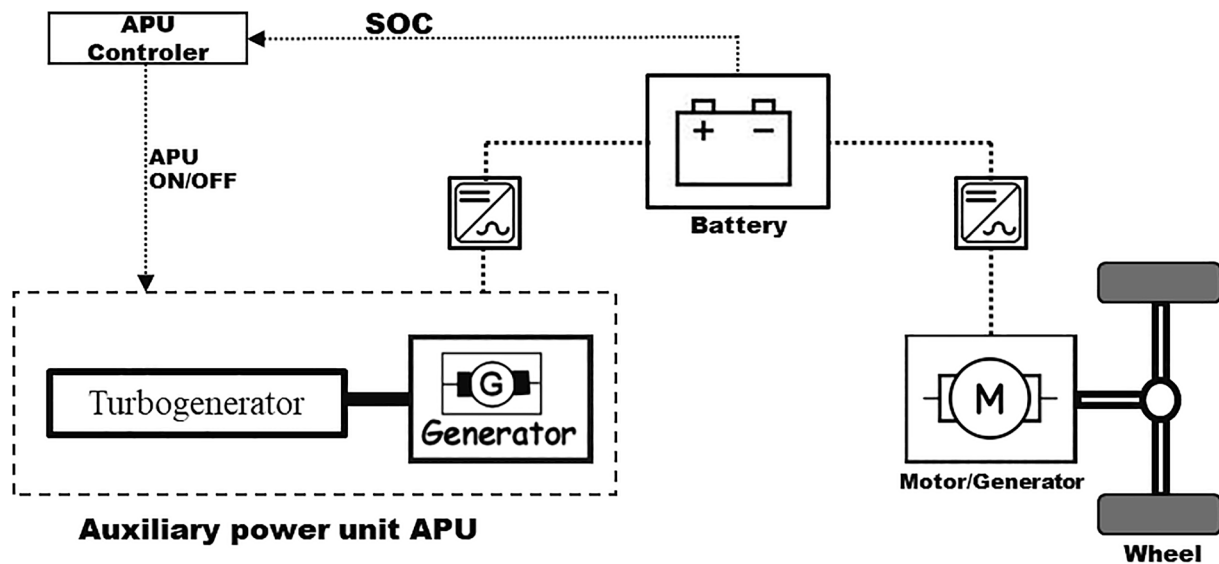 APU
Controler
SOC
APU
ON/OFF
+ −
Battery
Turbogenerator
G
Generator
M
Motor/Generator
Auxiliary power unit APU
Wheel